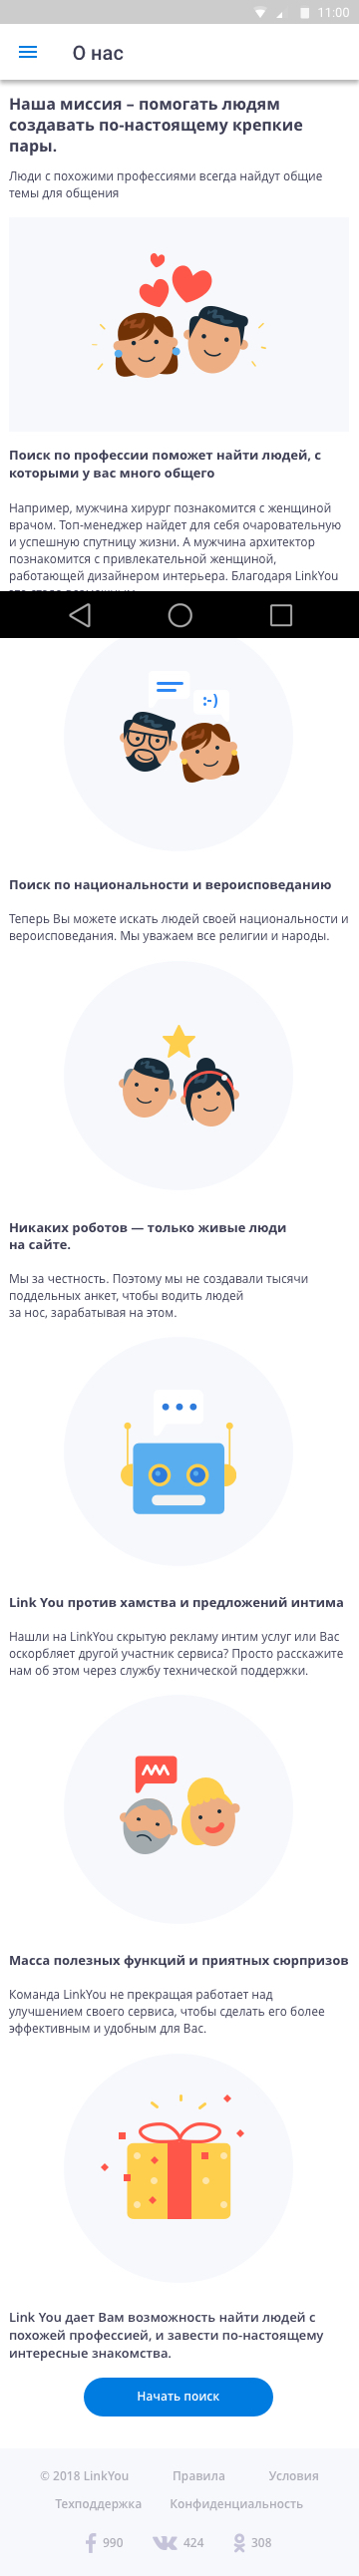 11:00
О нас
Наша миссия – помогать людям
создавать по-настоящему крепкие
пары.
Люди с похожими профессиями всегда найдут общие
темы для общения
Поиск по профессии поможет найти людей, с
которыми у вас много общего
Например, мужчина хирург познакомится с женщиной
врачом. Топ-менеджер найдет для себя очаровательную
и успешную спутницу жизни. А мужчина архитектор
познакомится с привлекательной женщиной,
работающей дизайнером интерьера. Благодаря LinkYou
:-)
Поиск по национальности и вероисповеданию
Теперь Вы можете искать людей своей национальности и
вероисповедания. Мы уважаем все религии и народы.
Никаких роботов — только живые люди
на сайте.
Мы за честность. Поэтому мы не создавали тысячи
поддельных анкет, чтобы водить людей
за нос, зарабатывая на этом.
Link You против хамства и предложений интима
Нашли на LinkYou скрытую рекламу интим услуг или Вас
оскорбляет другой участник сервиса? Просто расскажите
нам об этом через службу технической поддержки.
Масса полезных функций и приятных сюрпризов
Команда LinkYou не прекращая работает над
улучшением своего сервиса, чтобы сделать его более
эффективным и удобным для Вас.
Link You дает Вам возможность найти людей с
похожей профессией, и завести по-настоящему
интересные знакомства.
Начать поиск
© 2018 LinkYou Правила Условия
Техподдержка Конфиденциальность
990 424 308